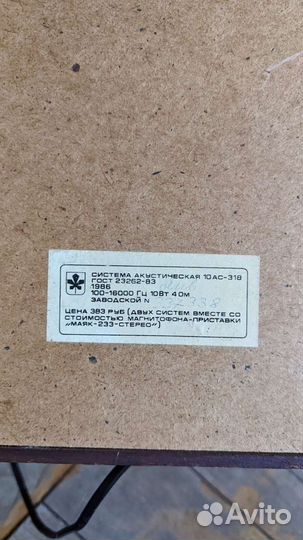 СИСТЕМА АКУСТИЧЕСКАЯ 10АС-318
ГОСТ 23262-83
1986
100-16000 Гц 10ВТ 4 ОМ
ЗАВОДСКОЙ N
ЦЕНА 383 РУБ (ДВУХ СИСТЕМ ВМЕСТЕ СО
СТОИМОСТЬЮ МАГНИТОФОНА-ПРИСТАВКИ
„МАЯК-233-СТЕРЕО")
Avito